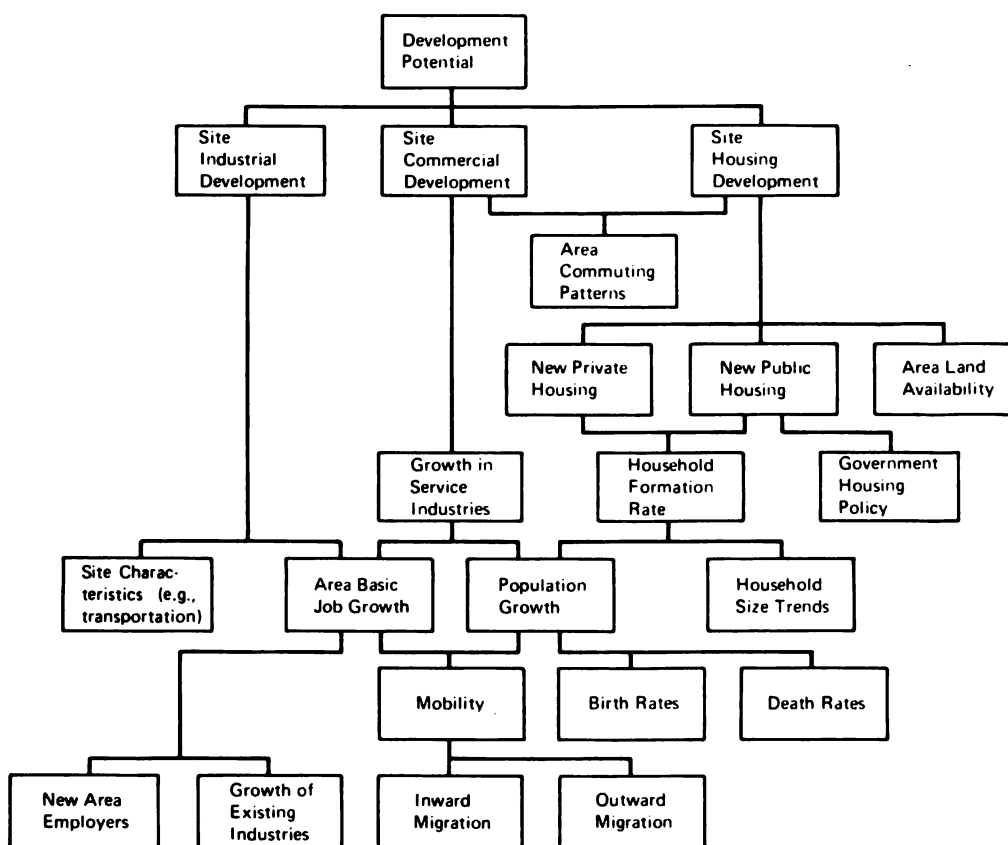 Development
Potential
Site
Industrial
Development
Site
Commercial
Development
Site
Housing
Development
Area
Commuting
Patterns
New Private
Housing
New Public
Housing
Area Land
Availability
Growth in
Service
Industries
Household
Formation
Rate
Government
Housing
Policy
Site Charac-
teristics (e.g.,
transportation)
Area Basic
Job Growth
Population
Growth
Household
Size Trends
Mobility
Birth Rates
Death Rates
New Area
Employers
Growth of
Existing
Industries
Inward
Migration
Outward
Migration